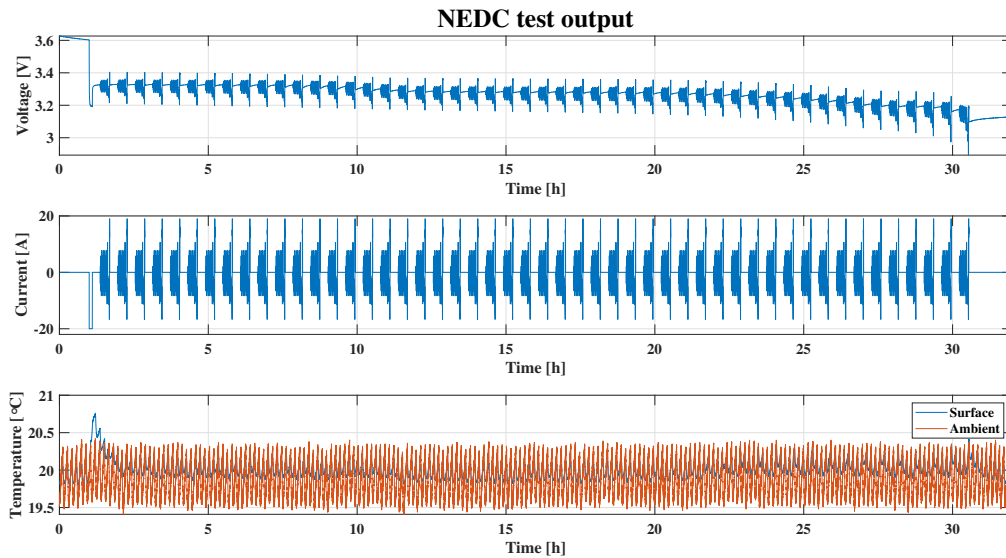 NEDC test output
Voltage [V]
3.6
3.4
3.2
3
0 5 10 15 20 25 30
Time [h]
Current [A]
20
0
-20
0 5 10 15 20 25 30
Time [h]
Temperature [°C]
21
20.5
20
19.5
Surface
Ambient
0 5 10 15 20 25 30
Time [h]